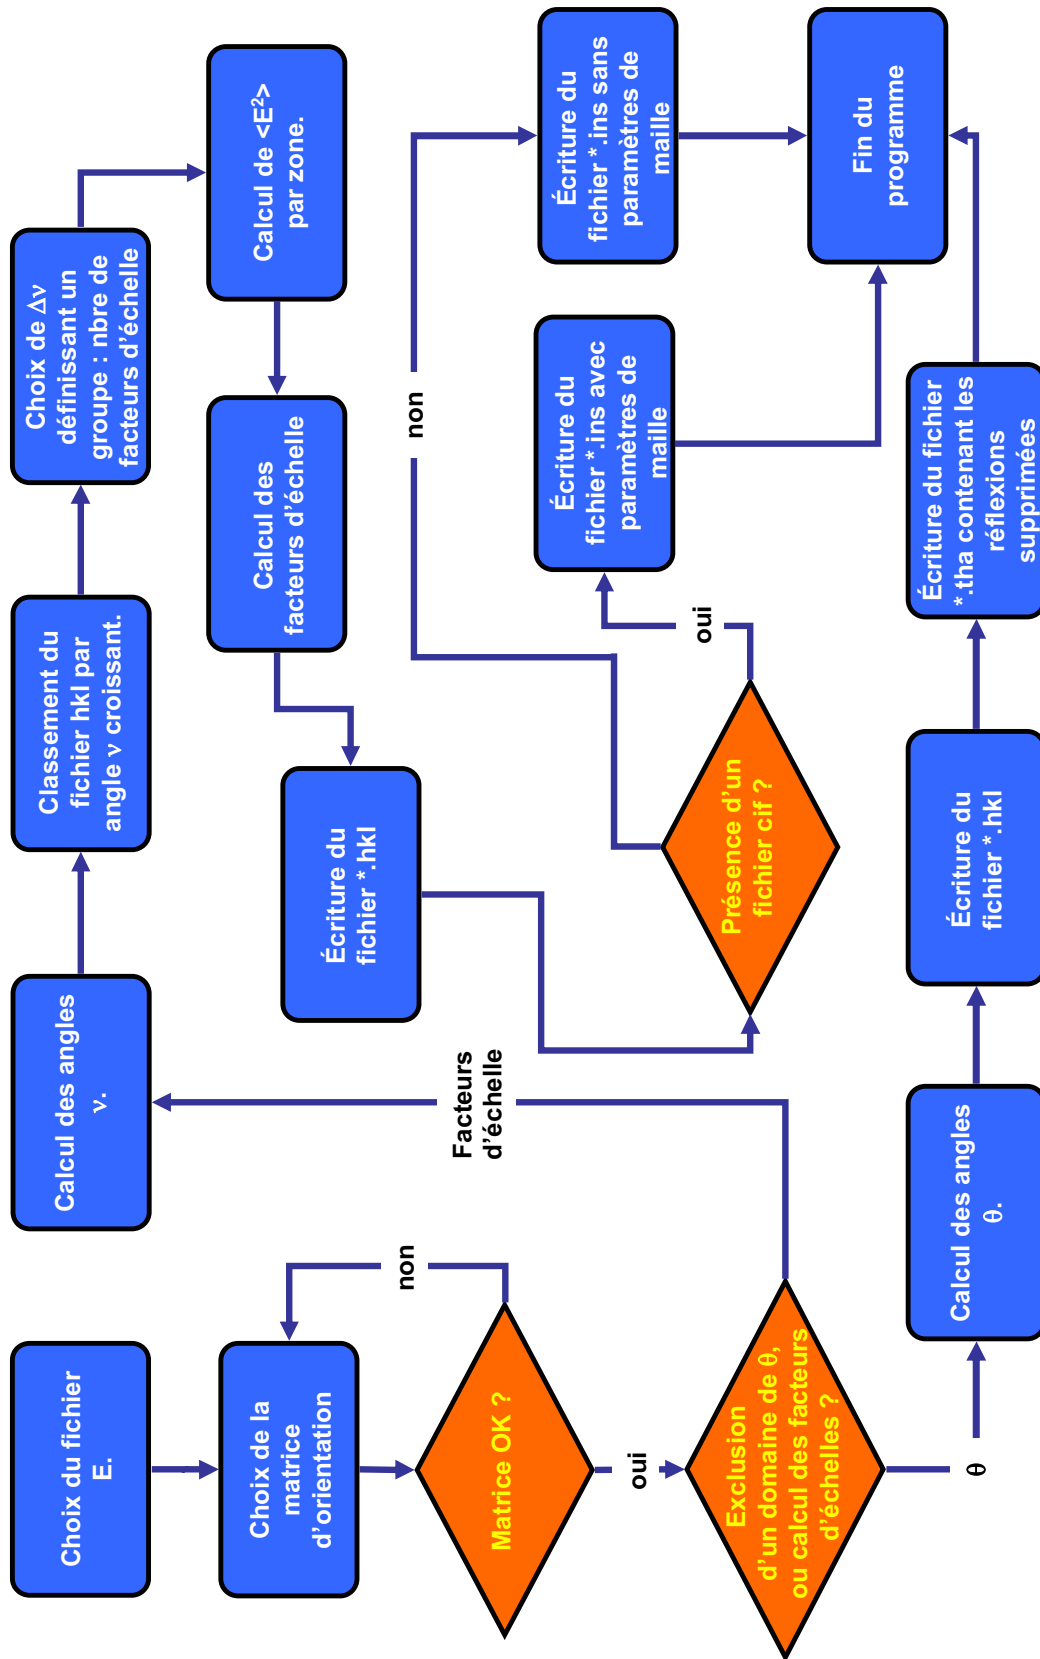 Choix du fichier
E.
Choix de la
matrice
d'orientation
Matrice OK ?
non
oui
Exclusion
d'un domaine de θ,
ou calcul des facteurs
d'échelles ?
Facteurs
d'échelle
Calcul des angles
ν.
Classement du
fichier hkl par
angle ν croissant.
Choix de Δν
définissant un
groupe : nbre de
facteurs d'échelle
Calcul de <E²>
par zone.
Calcul des
facteurs d'échelle
Écriture du
fichier *.hkl
Présence d'un
fichier cif ?
non
oui
Écriture du
fichier *.ins avec
paramètres de
maille
Écriture du
fichier *.ins sans
paramètres de
maille
Fin du
programme
θ
Calcul des angles
θ.
Écriture du
fichier *.hkl
Écriture du fichier
*.tha contenant les
réflexions
supprimées